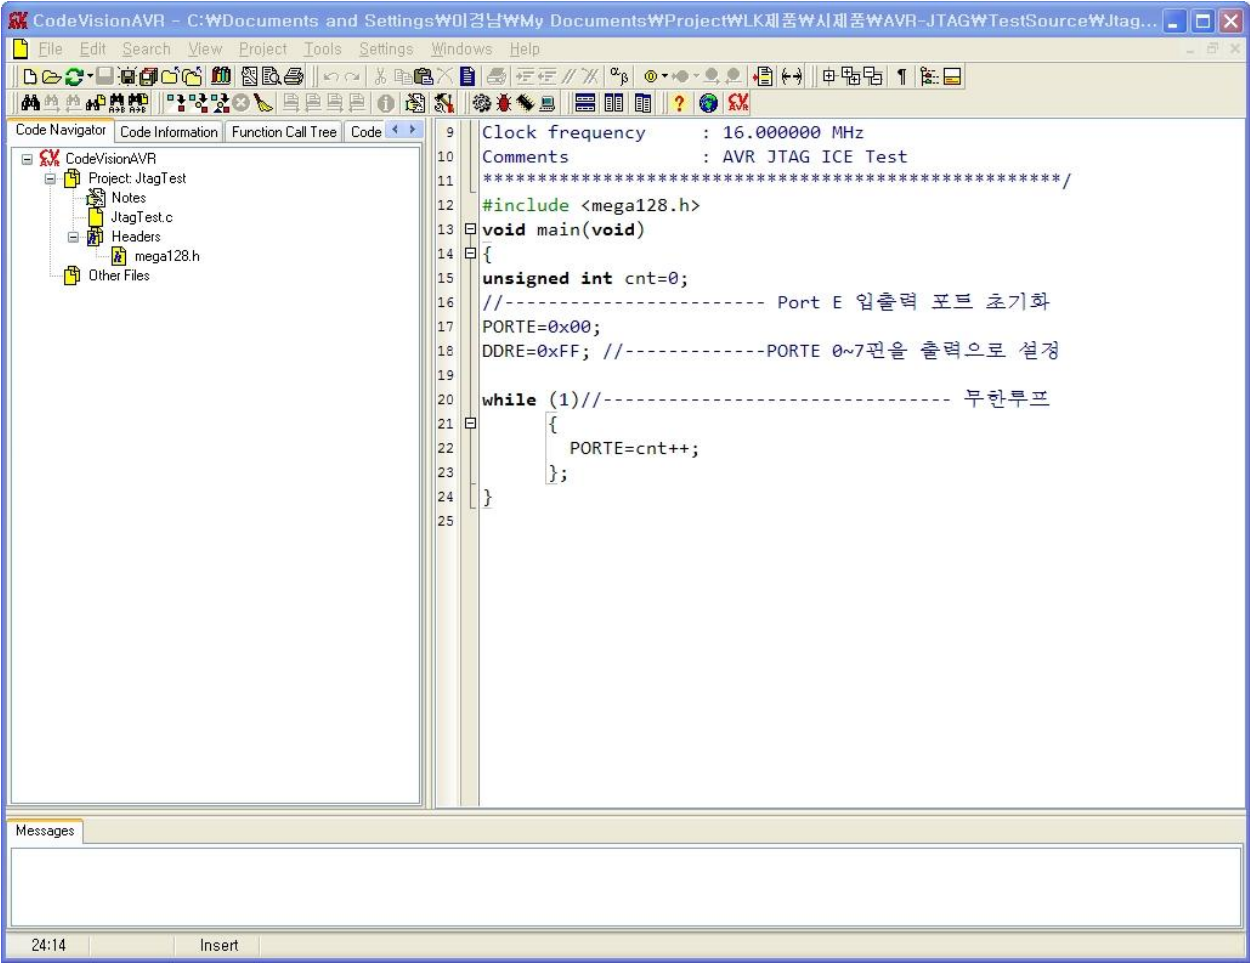 CodeVisionAVR - C:₩Documents and Settings₩이경남₩My Documents₩Project₩LK제품₩시제품₩AVR-JTAG₩TestSource₩Jtag...
File Edit Search View Project Tools Settings Windows Help
Code Navigator Code Information Function Call Tree Code
CodeVisionAVR
Project: JtagTest
Notes
JtagTest.c
Headers
mega128.h
Other Files
9 Clock frequency : 16.000000 MHz
10 Comments : AVR JTAG ICE Test
11 *****************************************************/
12 #include <mega128.h>
13 void main(void)
14 {
15 unsigned int cnt=0;
16 //------------------------ Port E 입출력 포트 초기화
17 PORTE=0x00;
18 DDRE=0xFF; //-------------PORTE 0~7핀을 출력으로 설정
19
20 while (1)//-------------------------------- 무한루프
21 {
22 PORTE=cnt++;
23 };
24 }
25
Messages
24:14 Insert